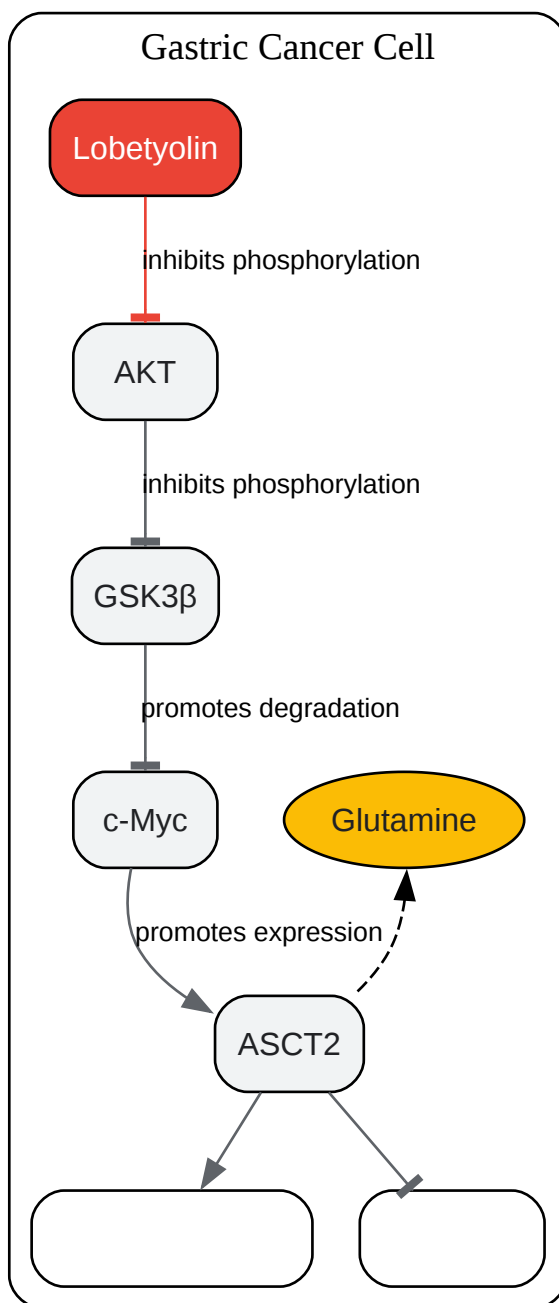 Gastric Cancer Cell
Lobetyolin
inhibits phosphorylation
AKT
inhibits phosphorylation
GSK3β
promotes degradation
c-Myc
Glutamine
promotes expression
ASCT2